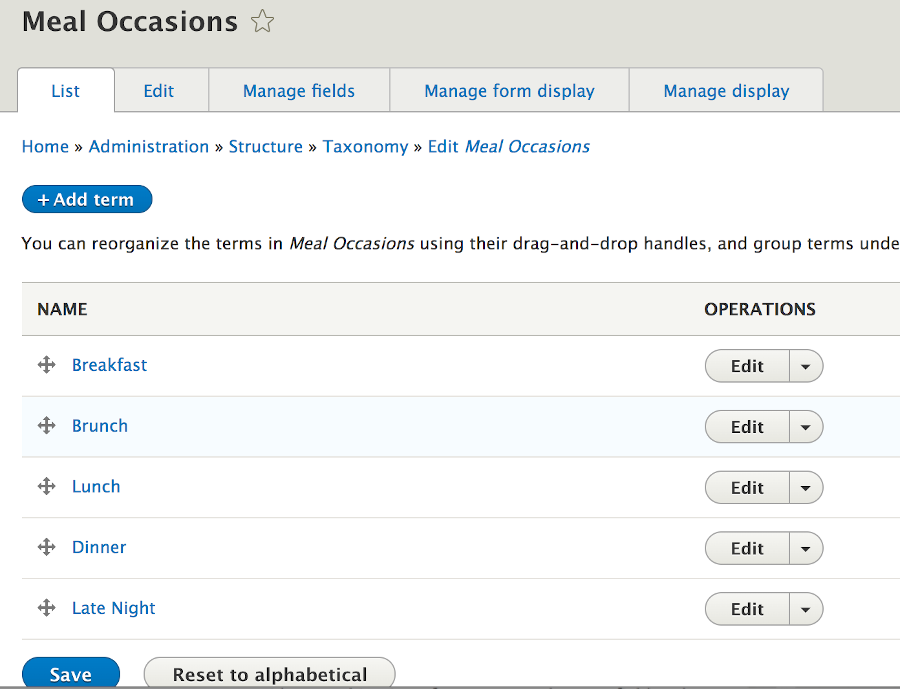 Meal Occasions
List Edit Manage fields Manage form display Manage display
Home » Administration » Structure » Taxonomy » Edit Meal Occasions
+ Add term
You can reorganize the terms in Meal Occasions using their drag-and-drop handles, and group terms unde
NAME OPERATIONS
Breakfast Edit
Brunch Edit
Lunch Edit
Dinner Edit
Late Night Edit
Save Reset to alphabetical